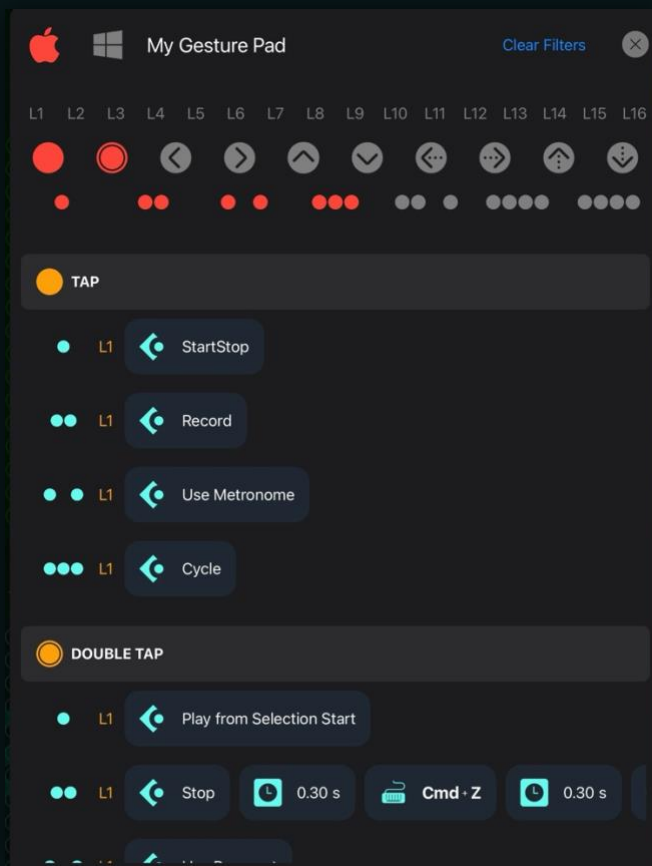 My Gesture Pad Clear Filters
L1 L2 L3 L4 L5 L6 L7 L8 L9 L10 L11 L12 L13 L14 L15 L16
TAP
L1 StartStop
L1 Record
L1 Use Metronome
L1 Cycle
DOUBLE TAP
L1 Play from Selection Start
L1 Stop 0.30 s Cmd + Z 0.30 s